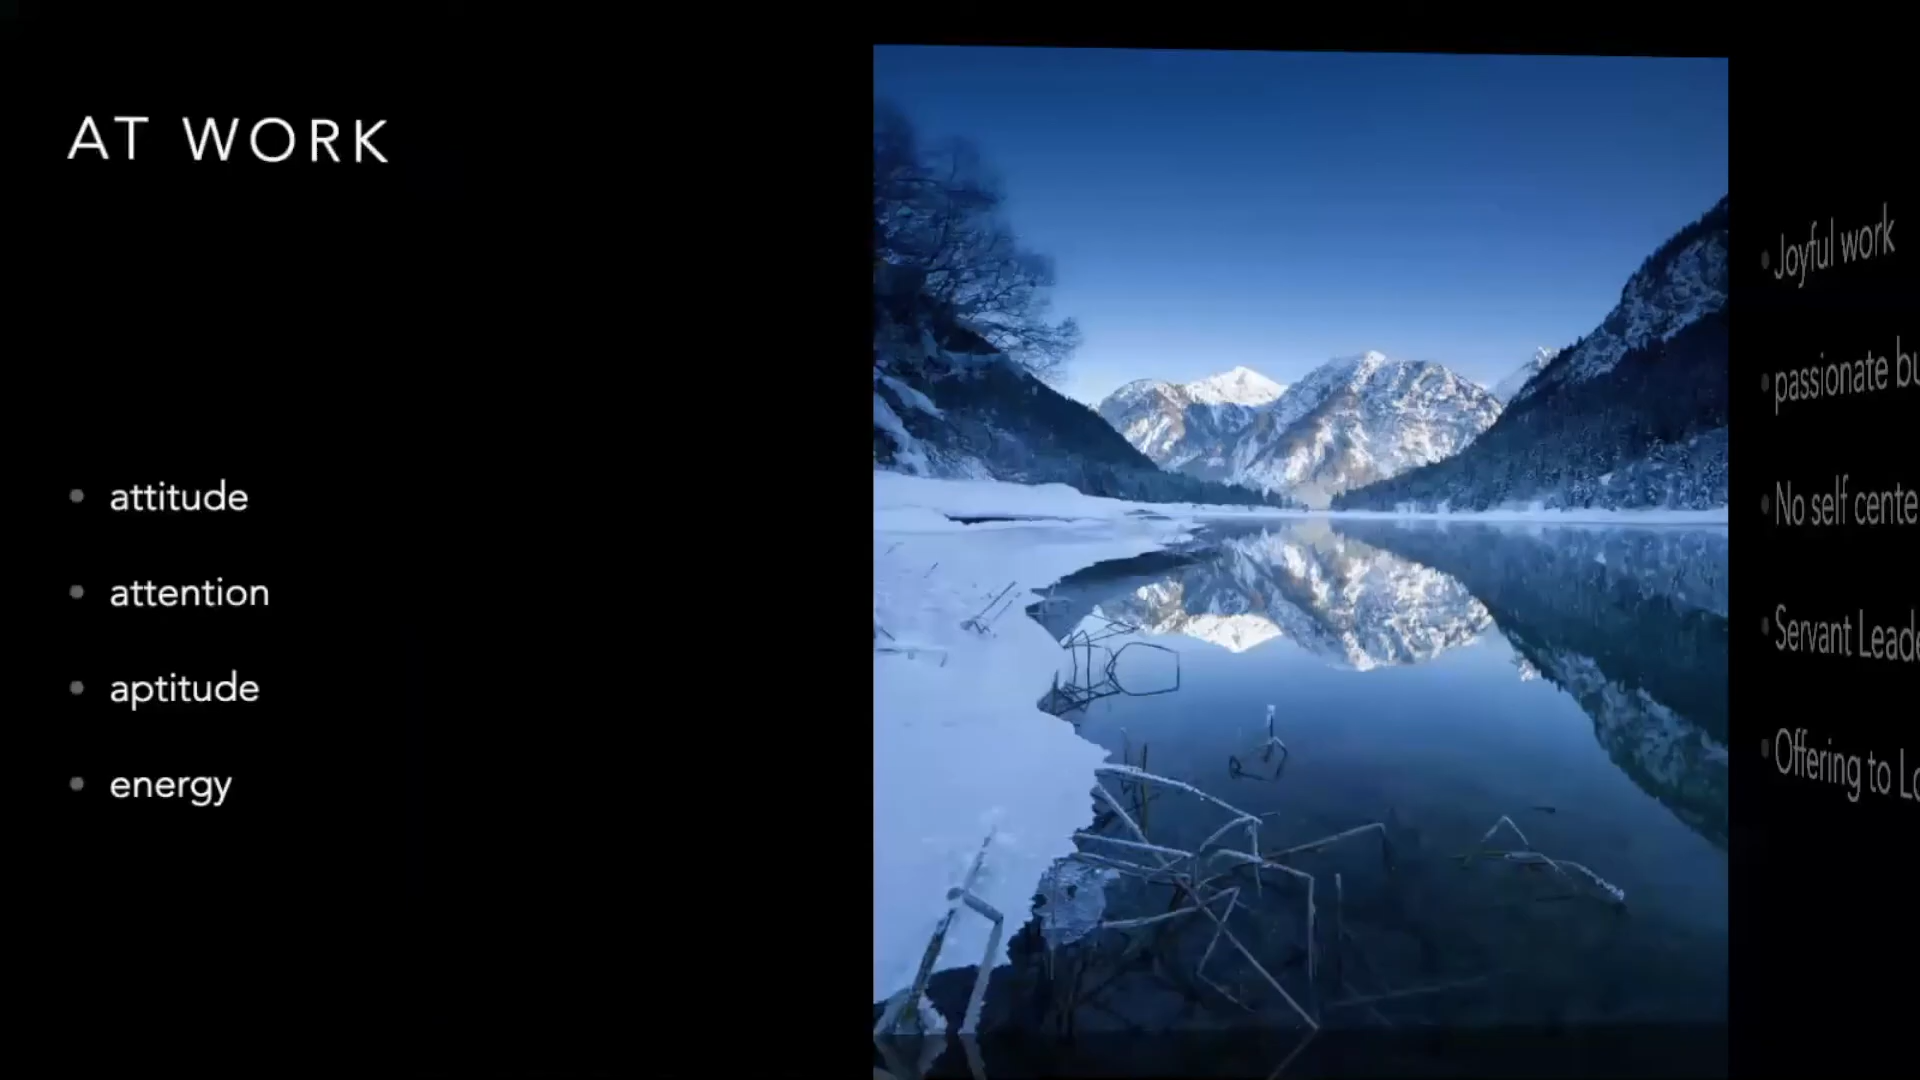 AT WORK
attitude
attention
aptitude
energy
Joyful work
passionate
No self
Servant
Offering to